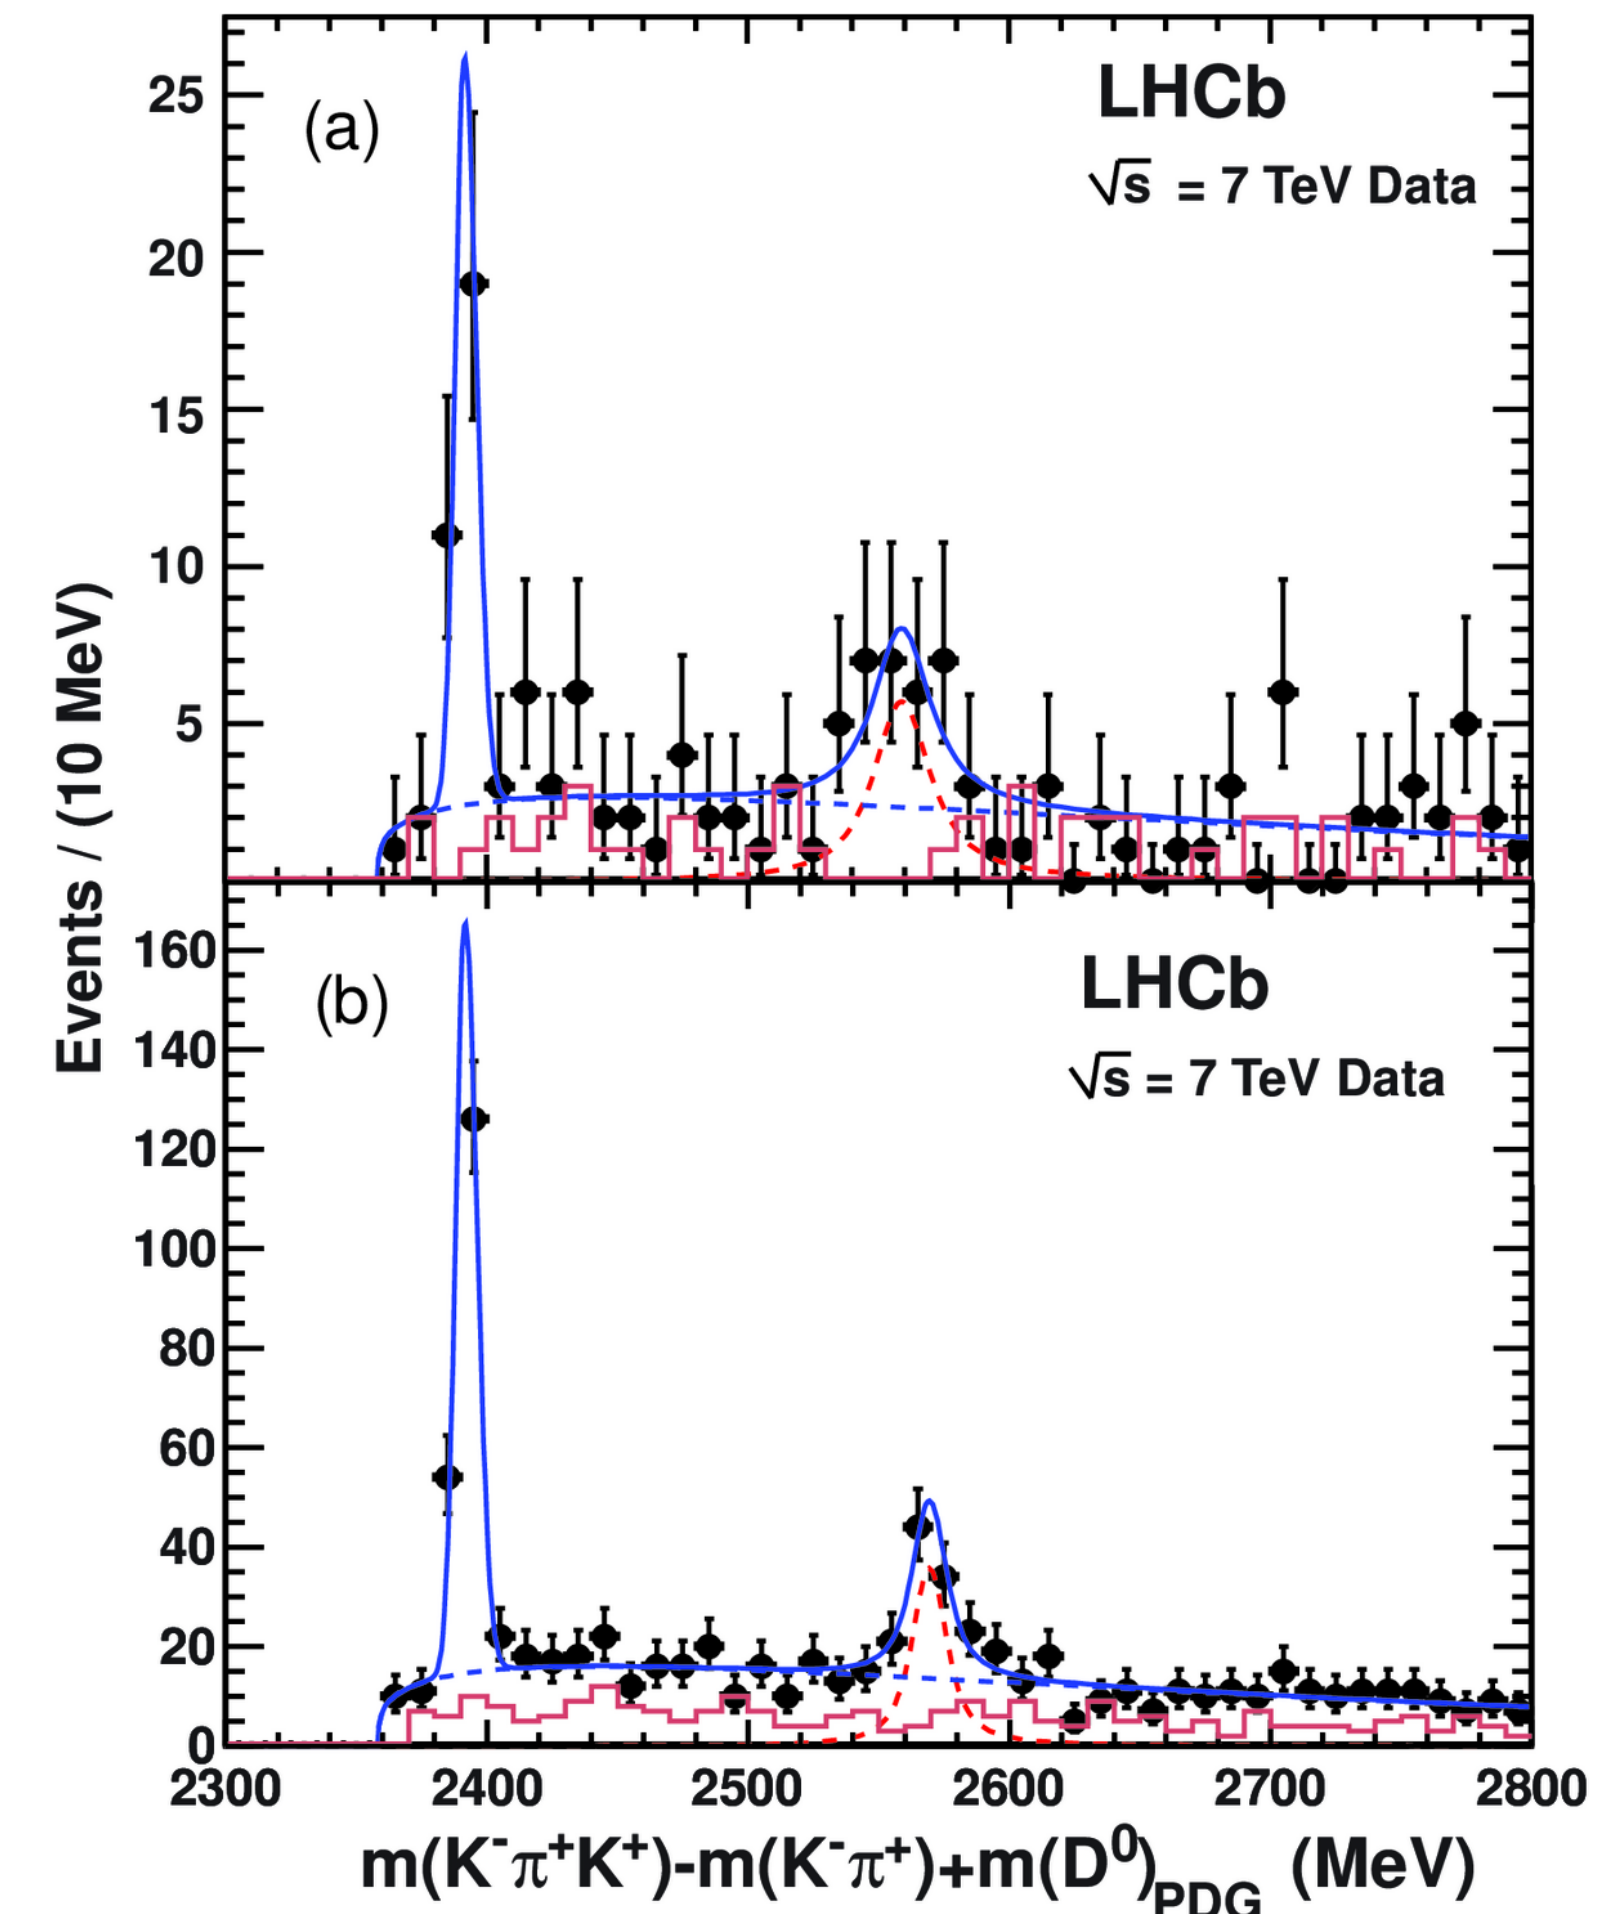 Events / (10 MeV)
(a)
LHCb
√s = 7 TeV Data
25
20
15
10
5
(b)
LHCb
√s = 7 TeV Data
160
140
120
100
80
60
40
20
0
2300 2400 2500 2600 2700 2800
m(K⁻π⁺K⁺)-m(K⁻π⁺)+m(D⁰)PDG (MeV)